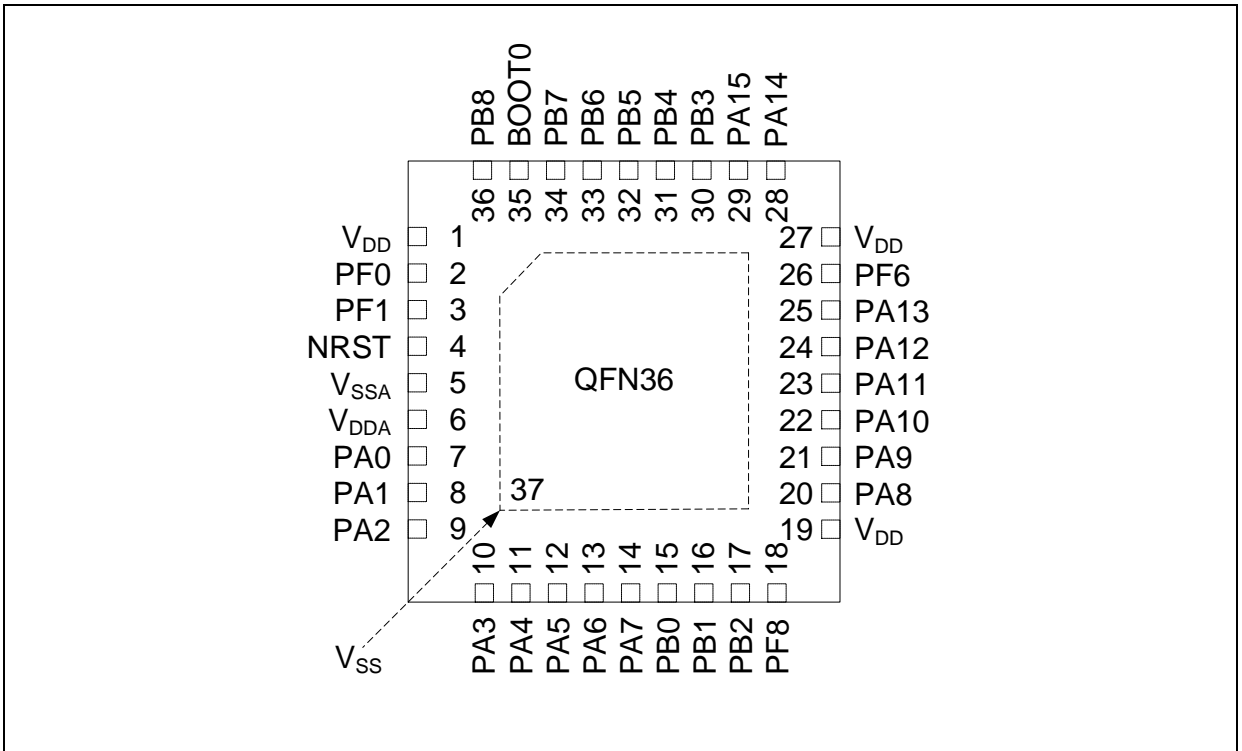 PB8 BOOT0 PB7 PB6 PB5 PB4 PB3 PA15 PA14
36 35 34 33 32 31 30 29 28
VDD 1 27 VDD
PF0 2 26 PF6
PF1 3 25 PA13
NRST 4 24 PA12
VSSA 5 QFN36 23 PA11
VDDA 6 22 PA10
PA0 7 21 PA9
PA1 8 37 20 PA8
PA2 9 19 VDD
10 11 12 13 14 15 16 17 18
PA3 PA4 PA5 PA6 PA7 PB0 PB1 PB2 PF8
VSS